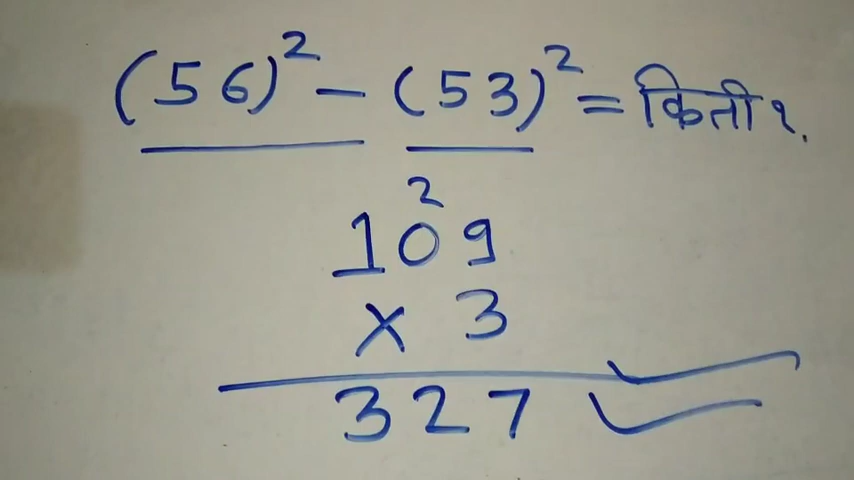 (56)² - (53)² = किती ?.
2
109
× 3
327